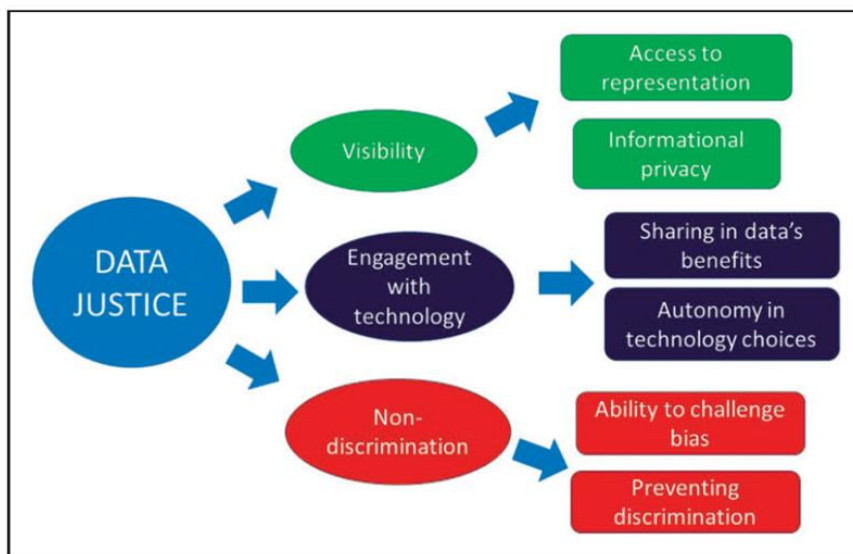 DATA
JUSTICE
Visibility
Access to
representation
Informational
privacy
Engagement
with
technology
Sharing in data's
benefits
Autonomy in
technology choices
Non-
discrimination
Ability to challenge
bias
Preventing
discrimination